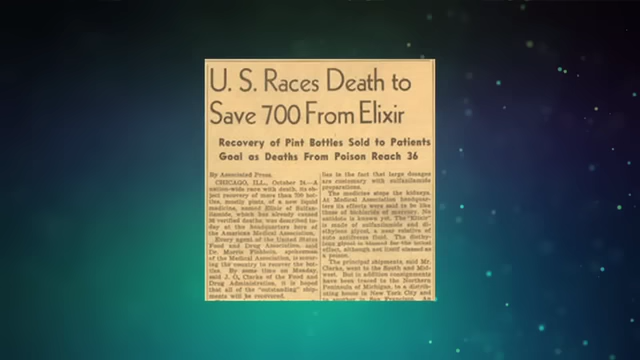 U. S. Races Death to
Save 700 From Elixir
Recovery of Pint Bottles Sold to Patients
Goal as Deaths From Poison Reach 36
By Associated Press.
CHICAGO, ILL., October 24.—A
nation-wide race with death, its ob-
ject recovery of more than 700 bot-
tles, mostly pints, of a new liquid
medicine, named Elixir of Sulfan-
ilamide, which has already caused
36 verified deaths, was described to-
day at the headquarters here of
the American Medical Association.
Every agent of the United States
Food and Drug Association, said
Dr. Morris Fishbein, spokesman
of the Medical Association, is scour-
ing the country to recover the bot-
tles. By some time on Monday,
said J. O. Clarke of the Food and
Drug Administration, it is hoped
that all of the "outstanding" ship-
ments will be recovered.
lies in the fact that large dosages
are customary with sulfanilamide
preparations.
The medicine stops the kidneys.
At Medical Association headquar-
ters its effects were said to be like
those of bichloride of mercury. No
antidote is known yet. The "Elixir"
is made of sulfanilamide and di-
ethylene glycol, a near relative of
auto antifreeze fluid. The diethy-
lene glycol is blamed for the lethal
effect, although not itself classed as
a poison.
The principal shipments, said Mr.
Clarke, went to the South and Mid-
west. But in addition consignments
have been traced to the Northern
Peninsula of Michigan, to a distrib-
uting house in New York City and
to another in San Francisco. An